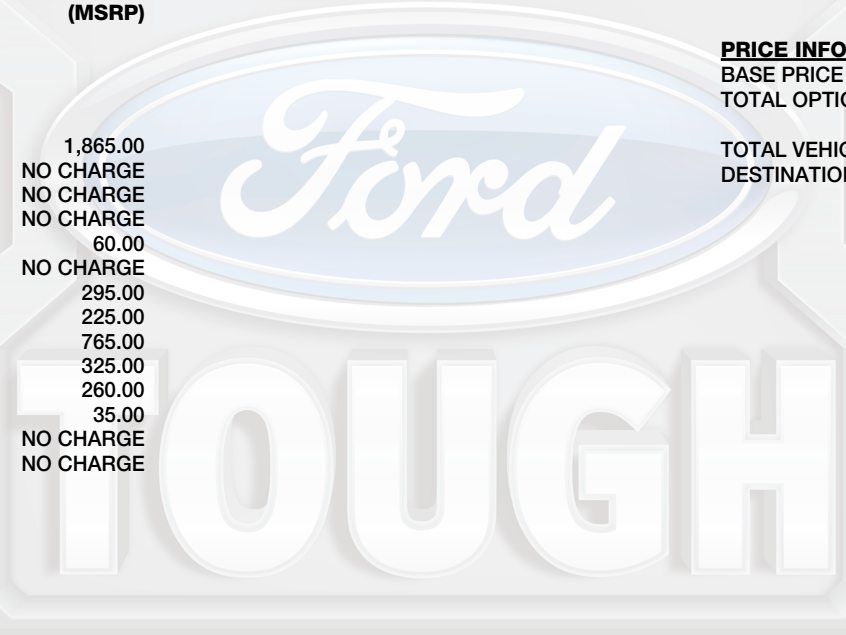 (MSRP)
1,865.00
NO CHARGE
NO CHARGE
NO CHARGE
60.00
NO CHARGE
295.00
225.00
765.00
325.00
260.00
35.00
NO CHARGE
NO CHARGE
PRICE INFO
BASE PRICE
TOTAL OPTIO
TOTAL VEHIC
DESTINATION
Ford
TOUGH